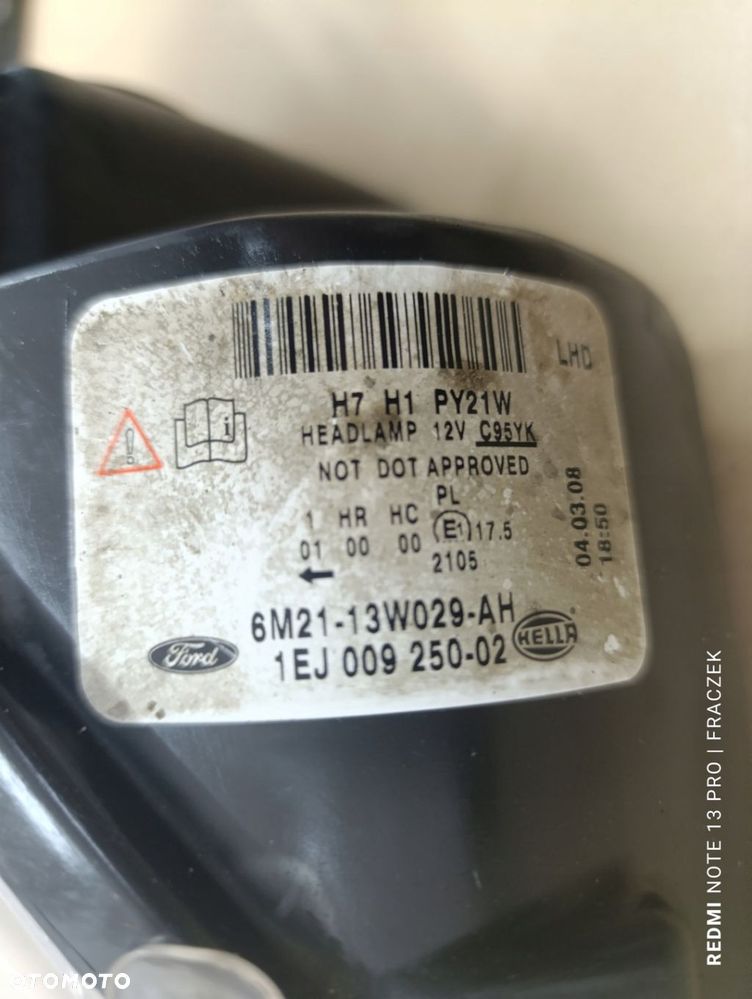 LHD
H7 H1 PY21W
HEADLAMP 12V C95YK
NOT DOT APPROVED
PL
1 HR HC E1 17.5
01 00 00 2105
04.03.08
18:50
6M21-13W029-AH
Ford
1EJ 009 250-02
HELLA
REDMI NOTE 13 PRO | FRACZEK
OTOMOTO